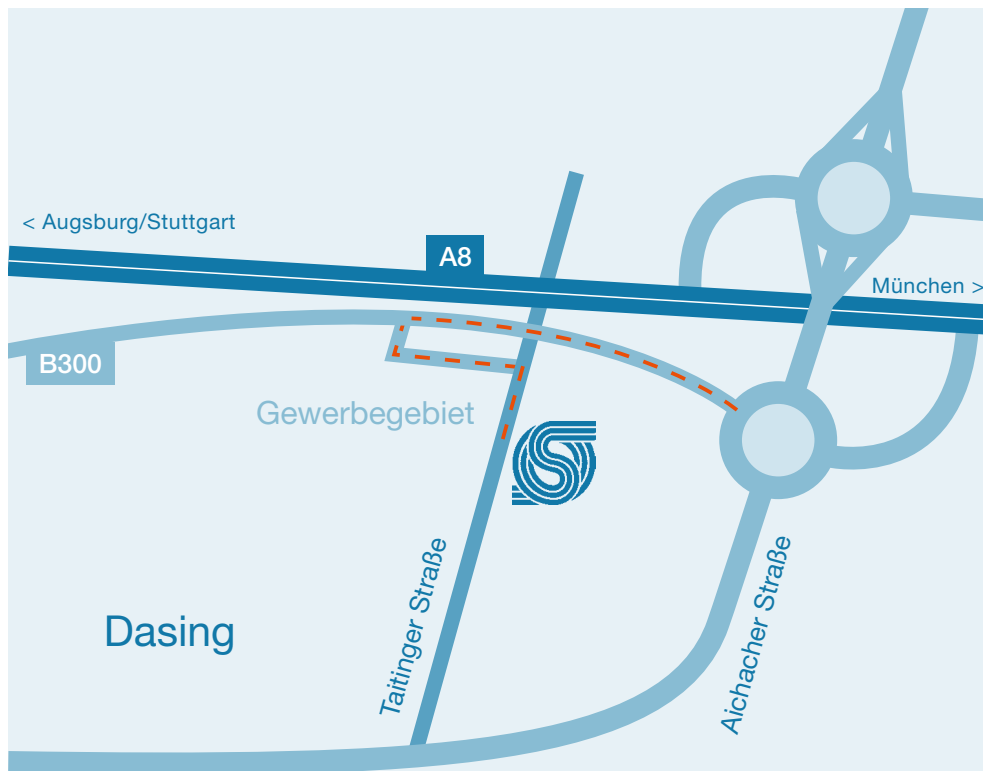 < Augsburg/Stuttgart
A8
München >
B300
Gewerbegebiet
Taitinger Straße
Aichacher Straße
Dasing